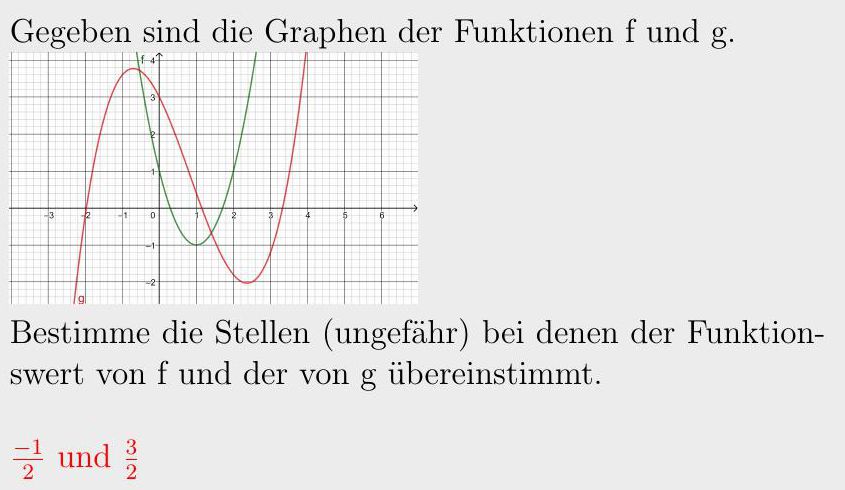 Gegeben sind die Graphen der Funktionen f und g.
f 4
3
2
1
-3 -2 -1 0 1 2 3 4 5 6
-1
-2
g
Bestimme die Stellen (ungefähr) bei denen der Funktion-
swert von f und der von g übereinstimmt.
\frac{-1}{2} und \frac{3}{2}